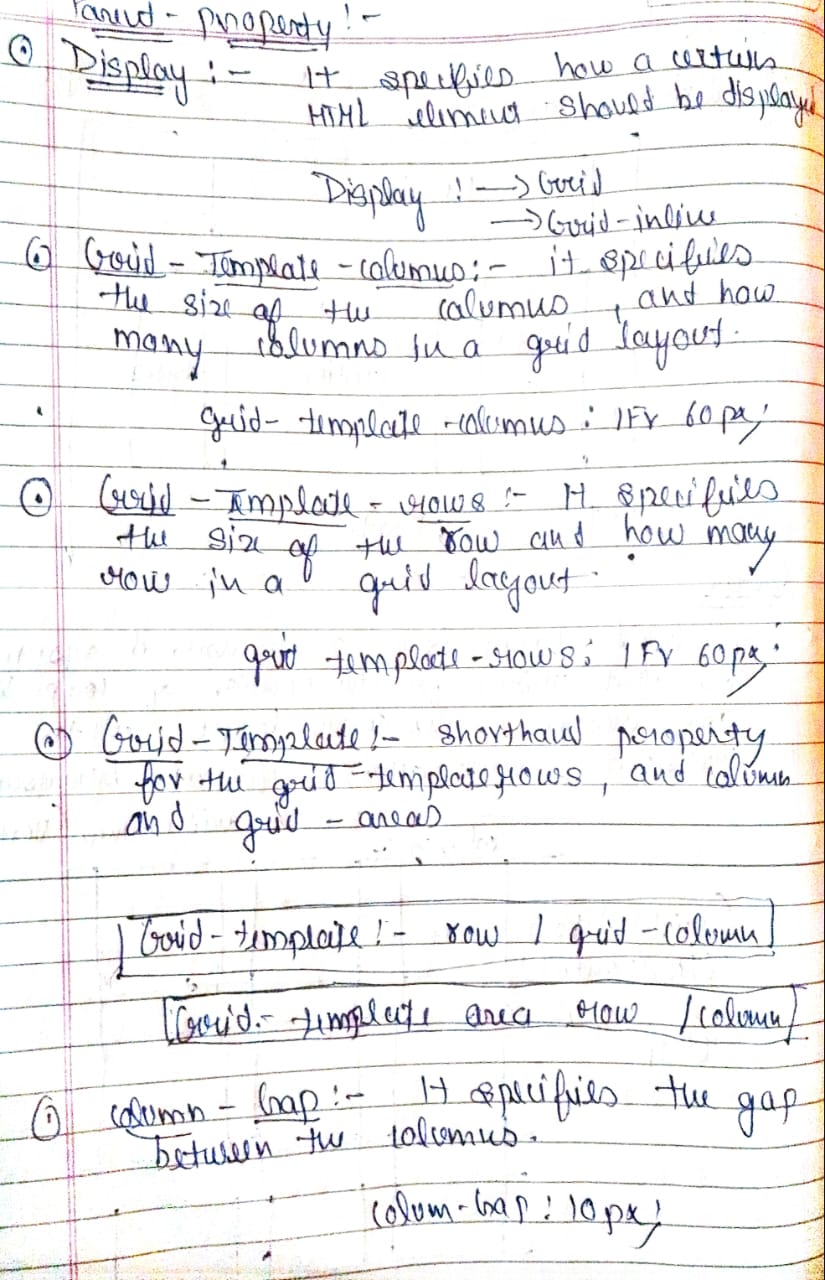 Parent - property :-
Display :- It specifies how a certain
HTML element should be displayed
Display : → Grid
→ Grid-inline
Grid - Template - columns :- it specifies
the size of the columns , and how
many columns in a grid layout.
grid- template -columns : 1Fr 60px;
Grid - Template - rows :- It specifies
the size of the row and how many
row in a grid layout.
grid template - rows : 1Fr 60px;
Grid - Template :- shorthand property
for the grid -template rows , and column
and grid - areas
Grid - template :- row / grid - column
Grid - template area row / column
column - Gap :- It specifies the gap
between the columns.
colum-Gap : 10px;